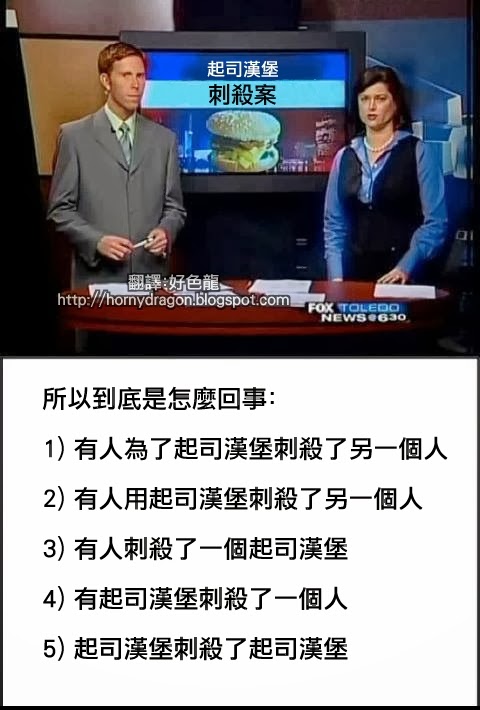 起司漢堡
刺殺案
翻譯:好色龍
http://hornydragon.blogspot.com
FOX TOLEDO
NEWS@6:30
所以到底是怎麼回事:
1) 有人為了起司漢堡刺殺了另一個人
2) 有人用起司漢堡刺殺了另一個人
3) 有人刺殺了一個起司漢堡
4) 有起司漢堡刺殺了一個人
5) 起司漢堡刺殺了起司漢堡